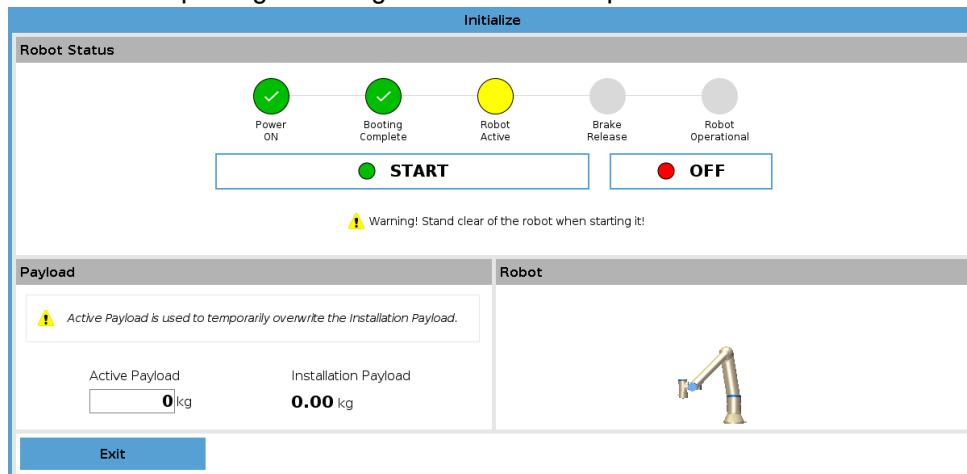 Initialize
Robot Status
Power
ON
Booting
Complete
Robot
Active
Brake
Release
Robot
Operational
START
OFF
Warning! Stand clear of the robot when starting it!
Payload
Robot
Active Payload is used to temporarily overwrite the Installation Payload.
Active Payload
Installation Payload
0 kg
0.00 kg
Exit